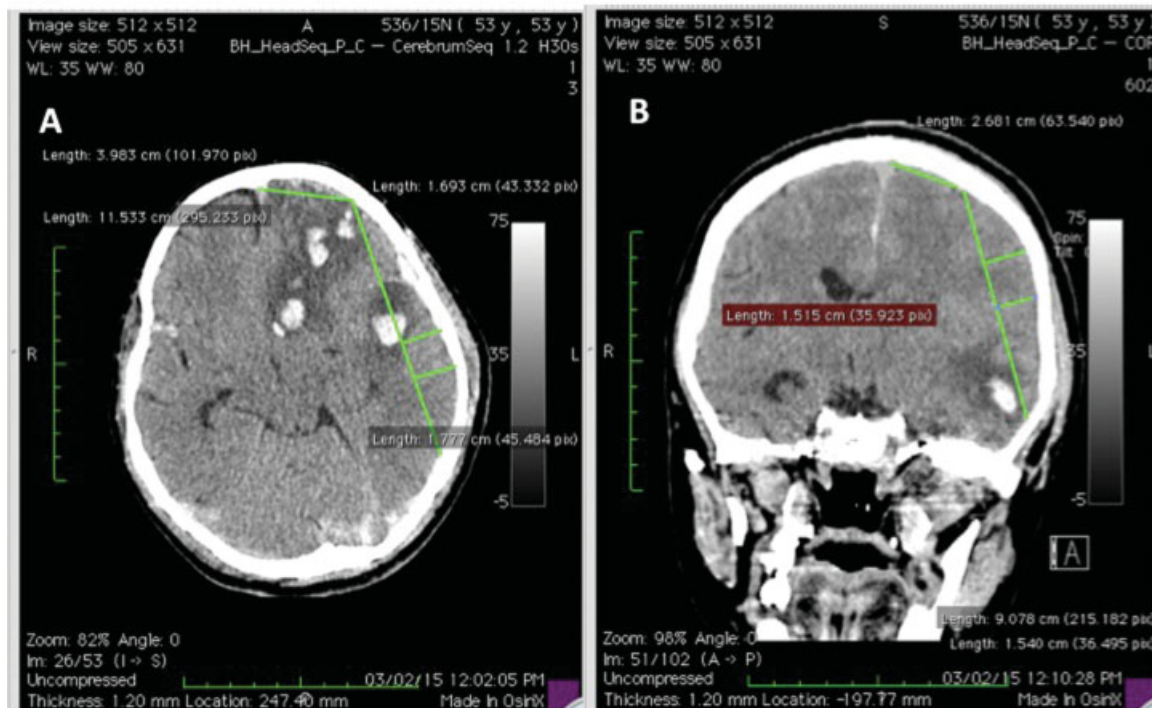 Image size: 512 x 512
View size: 505 x 631
WL: 35 WW: 80
A
536/15N ( 53 y , 53 y )
BH_HeadSeq_P_C — CerebrumSeq 1.2 H30s
1
3
A
Length: 3.983 cm (101.970 pix)
Length: 1.693 cm (43.332 pix)
Length: 11.533 cm (295.233 pix)
75
R
35
L
Length: 1.777 cm (45.484 pix)
-5
Zoom: 82% Angle: 0
Im: 26/53 (I -> S)
Uncompressed
03/02/15 12:02:05 PM
Thickness: 1.20 mm Location: 247.40 mm
Made In OsiriX
Image size: 512 x 512
View size: 505 x 631
WL: 35 WW: 80
S
536/15N ( 53 y , 53 y )
BH_HeadSeq_P_C — COR
1
602
B
Length: 2.681 cm (63.540 pix)
75
Spin:
Tilt
Length: 1.515 cm (35.923 pix)
R
35
L
-5
A
Length: 9.078 cm (215.182 pix)
Length: 1.540 cm (36.495 pix)
Zoom: 98% Angle: 0
Im: 51/102 (A -> P)
Uncompressed
03/02/15 12:10:28 PM
Thickness: 1.20 mm Location: -197.77 mm
Made In OsiriX